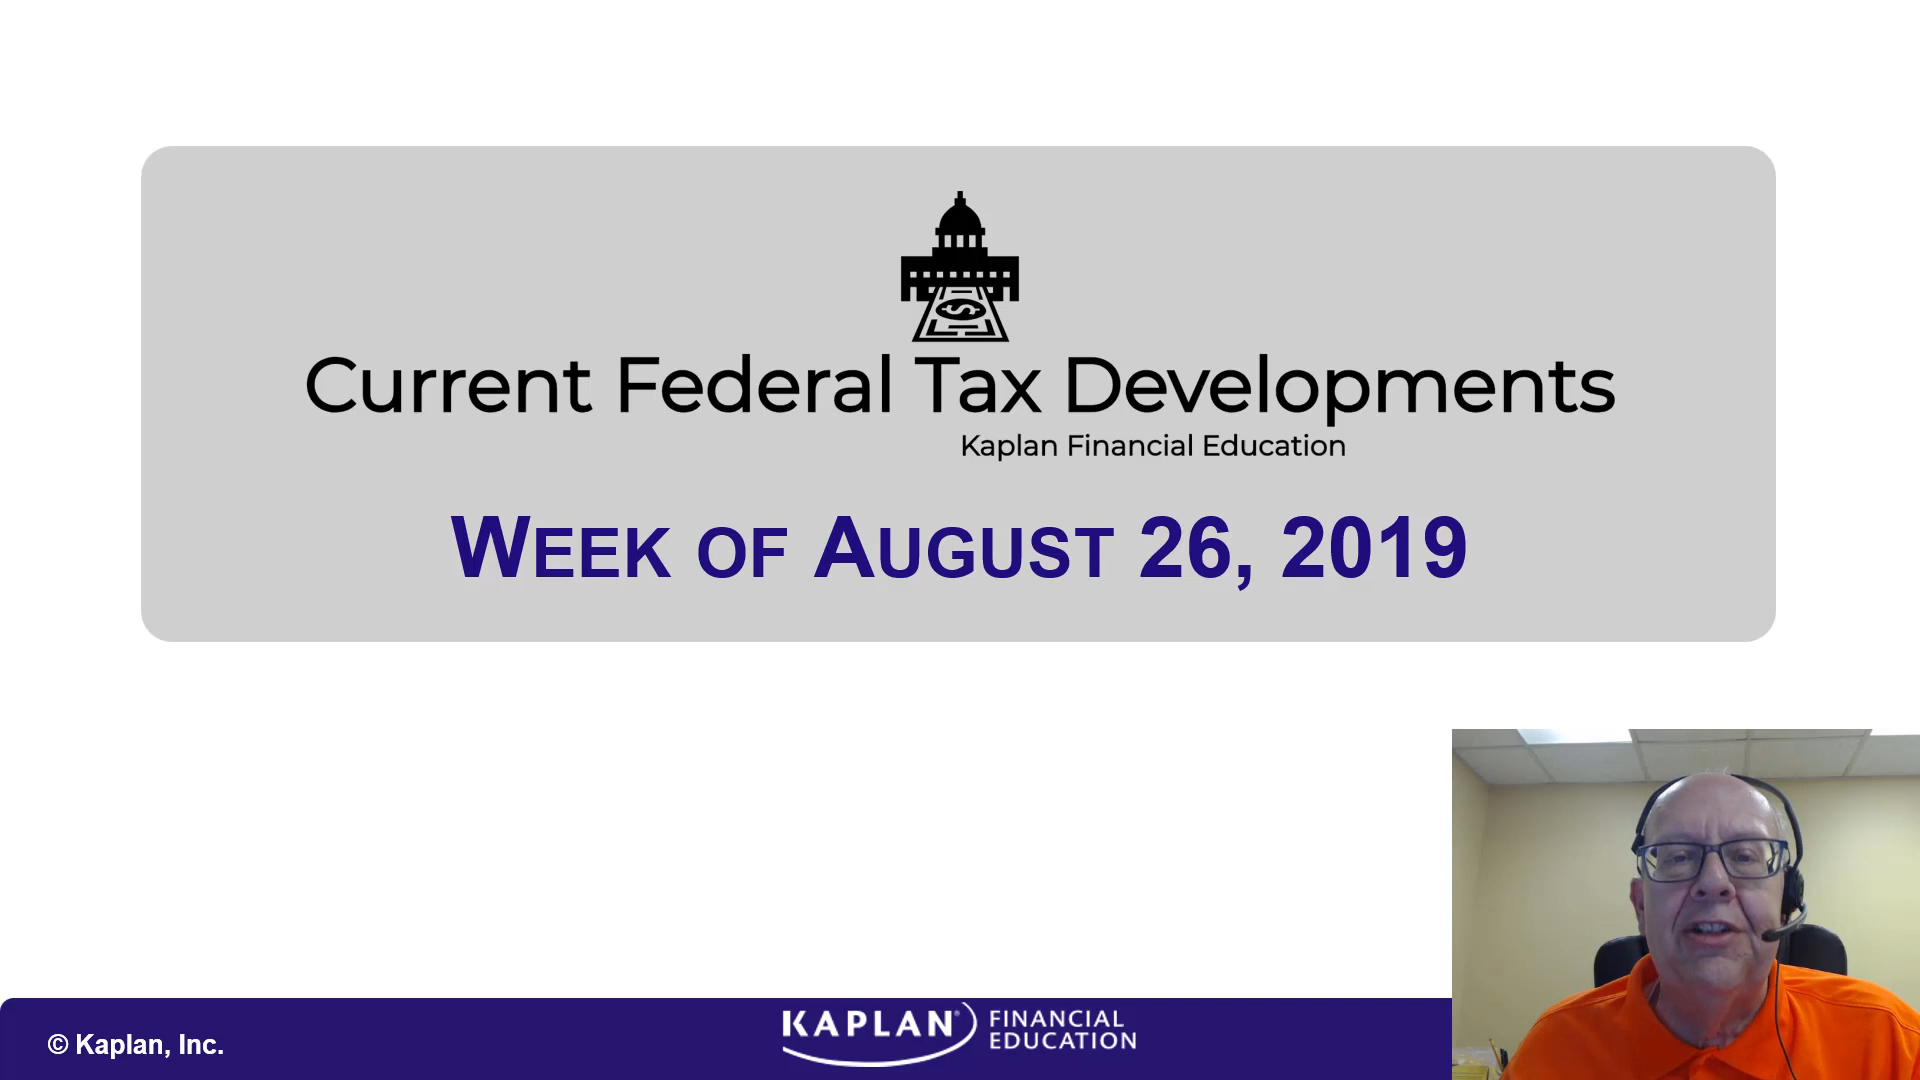 Current Federal Tax Developments
Kaplan Financial Education
WEEK OF AUGUST 26, 2019
© Kaplan, Inc.
KAPLAN® FINANCIAL
EDUCATION